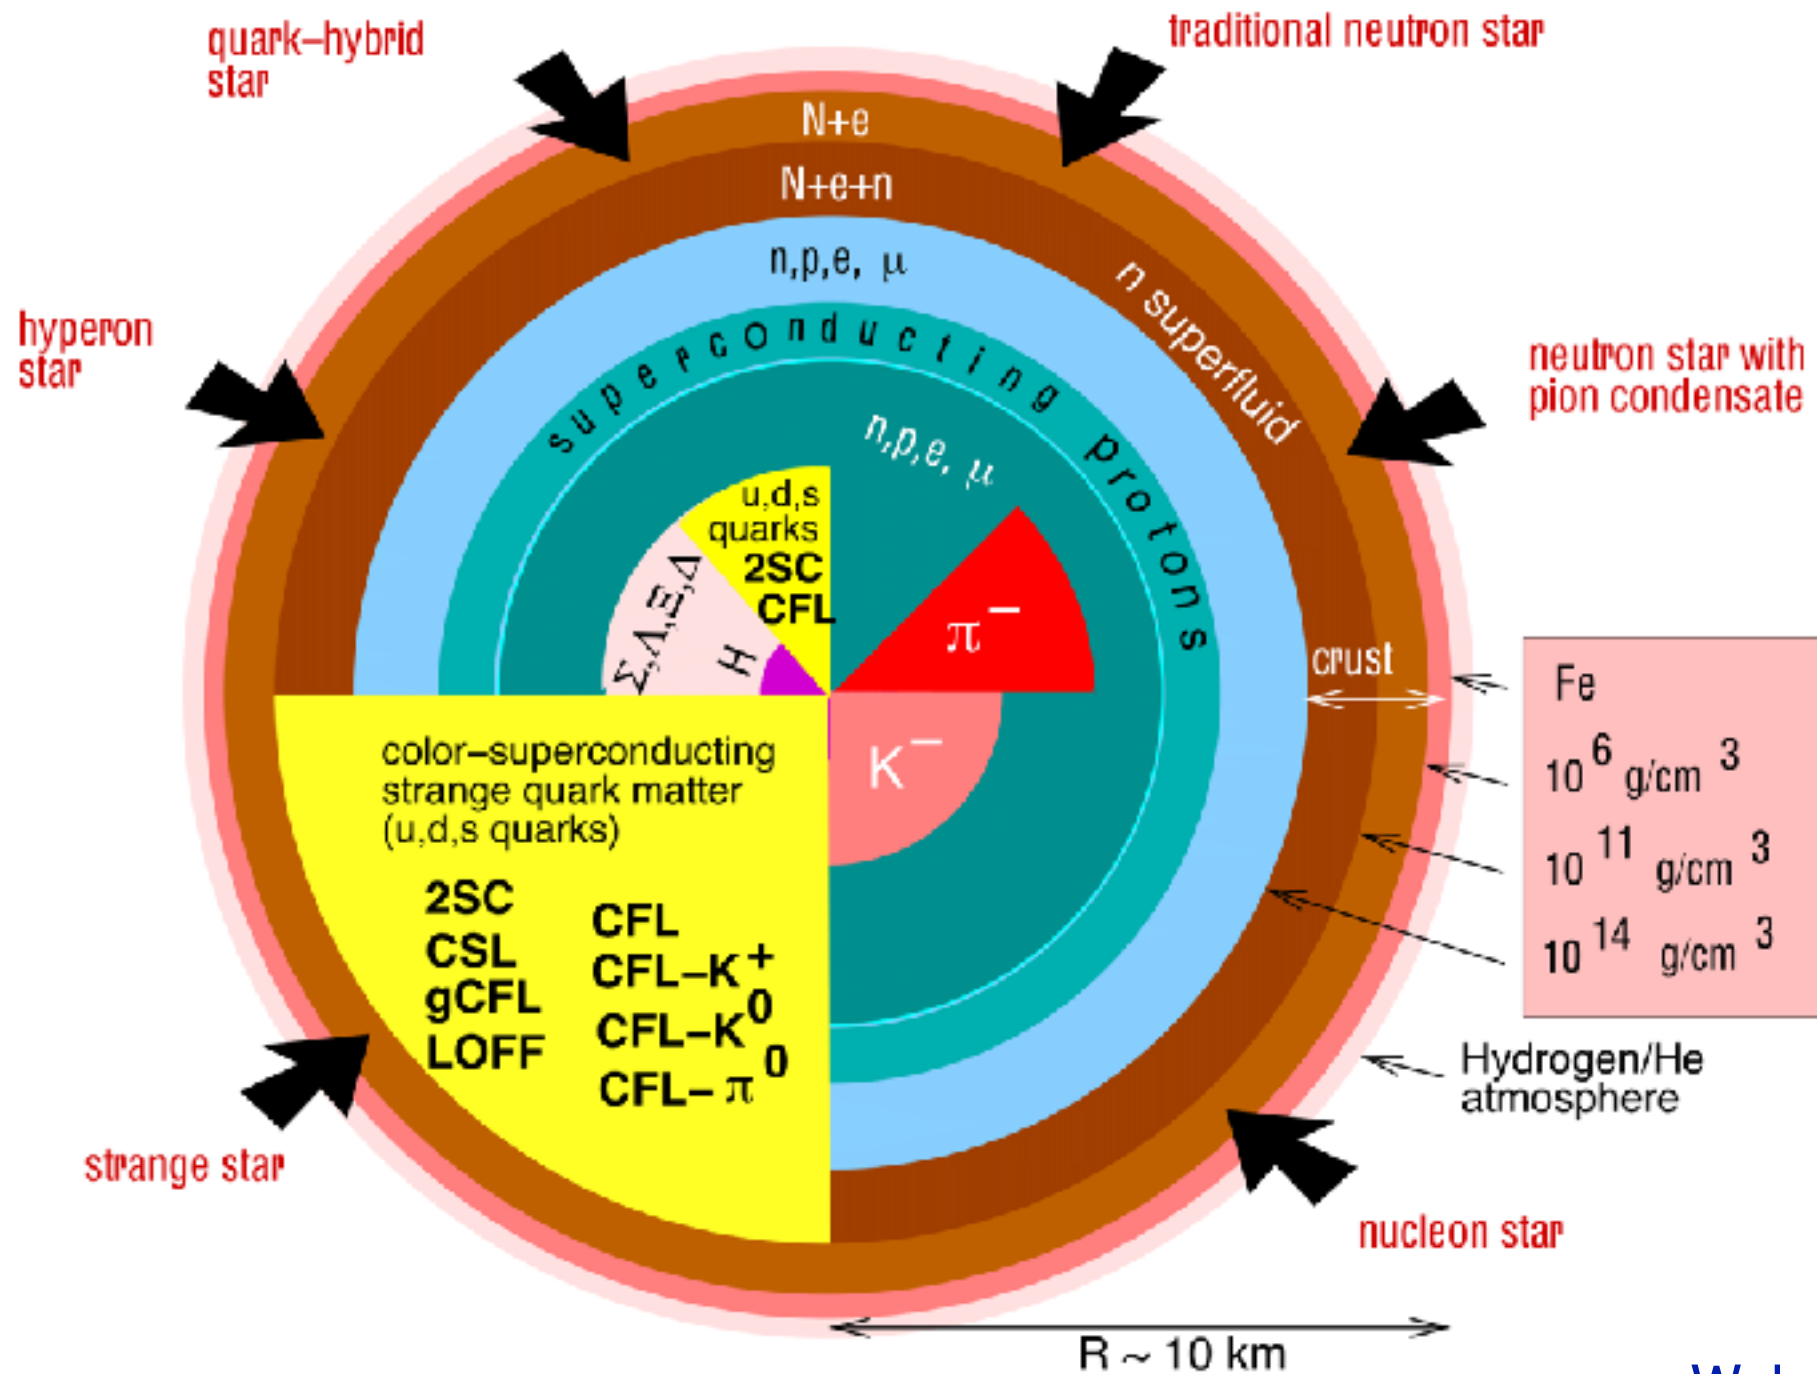 quark–hybrid
star
traditional neutron star
N+e
N+e+n
n,p,e, μ
n superfluid
hyperon
star
superconducting protons
neutron star with
pion condensate
n,p,e, μ
u,d,s
quarks
2SC
CFL
Σ,Λ,Ξ,Δ
H
π⁻
crust
K⁻
Fe
10⁶ g/cm³
10¹¹ g/cm³
10¹⁴ g/cm³
color–superconducting
strange quark matter
(u,d,s quarks)
2SC
CSL
gCFL
LOFF
CFL
CFL–K⁺
CFL–K⁰
CFL–π⁰
Hydrogen/He
atmosphere
strange star
nucleon star
R ~ 10 km